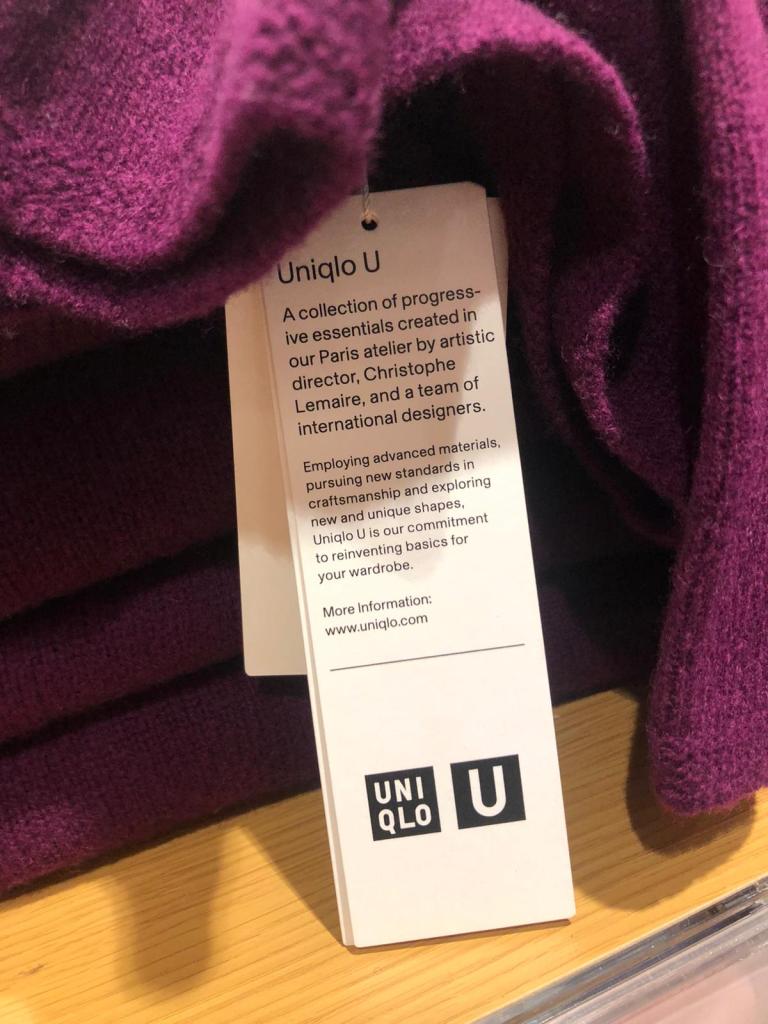 Uniqlo U
A collection of progress-
ive essentials created in
our Paris atelier by artistic
director, Christophe
Lemaire, and a team of
international designers.
Employing advanced materials,
pursuing new standards in
craftsmanship and exploring
new and unique shapes,
Uniqlo U is our commitment
to reinventing basics for
your wardrobe.
More Information:
www.uniqlo.com
UNI U
QLO